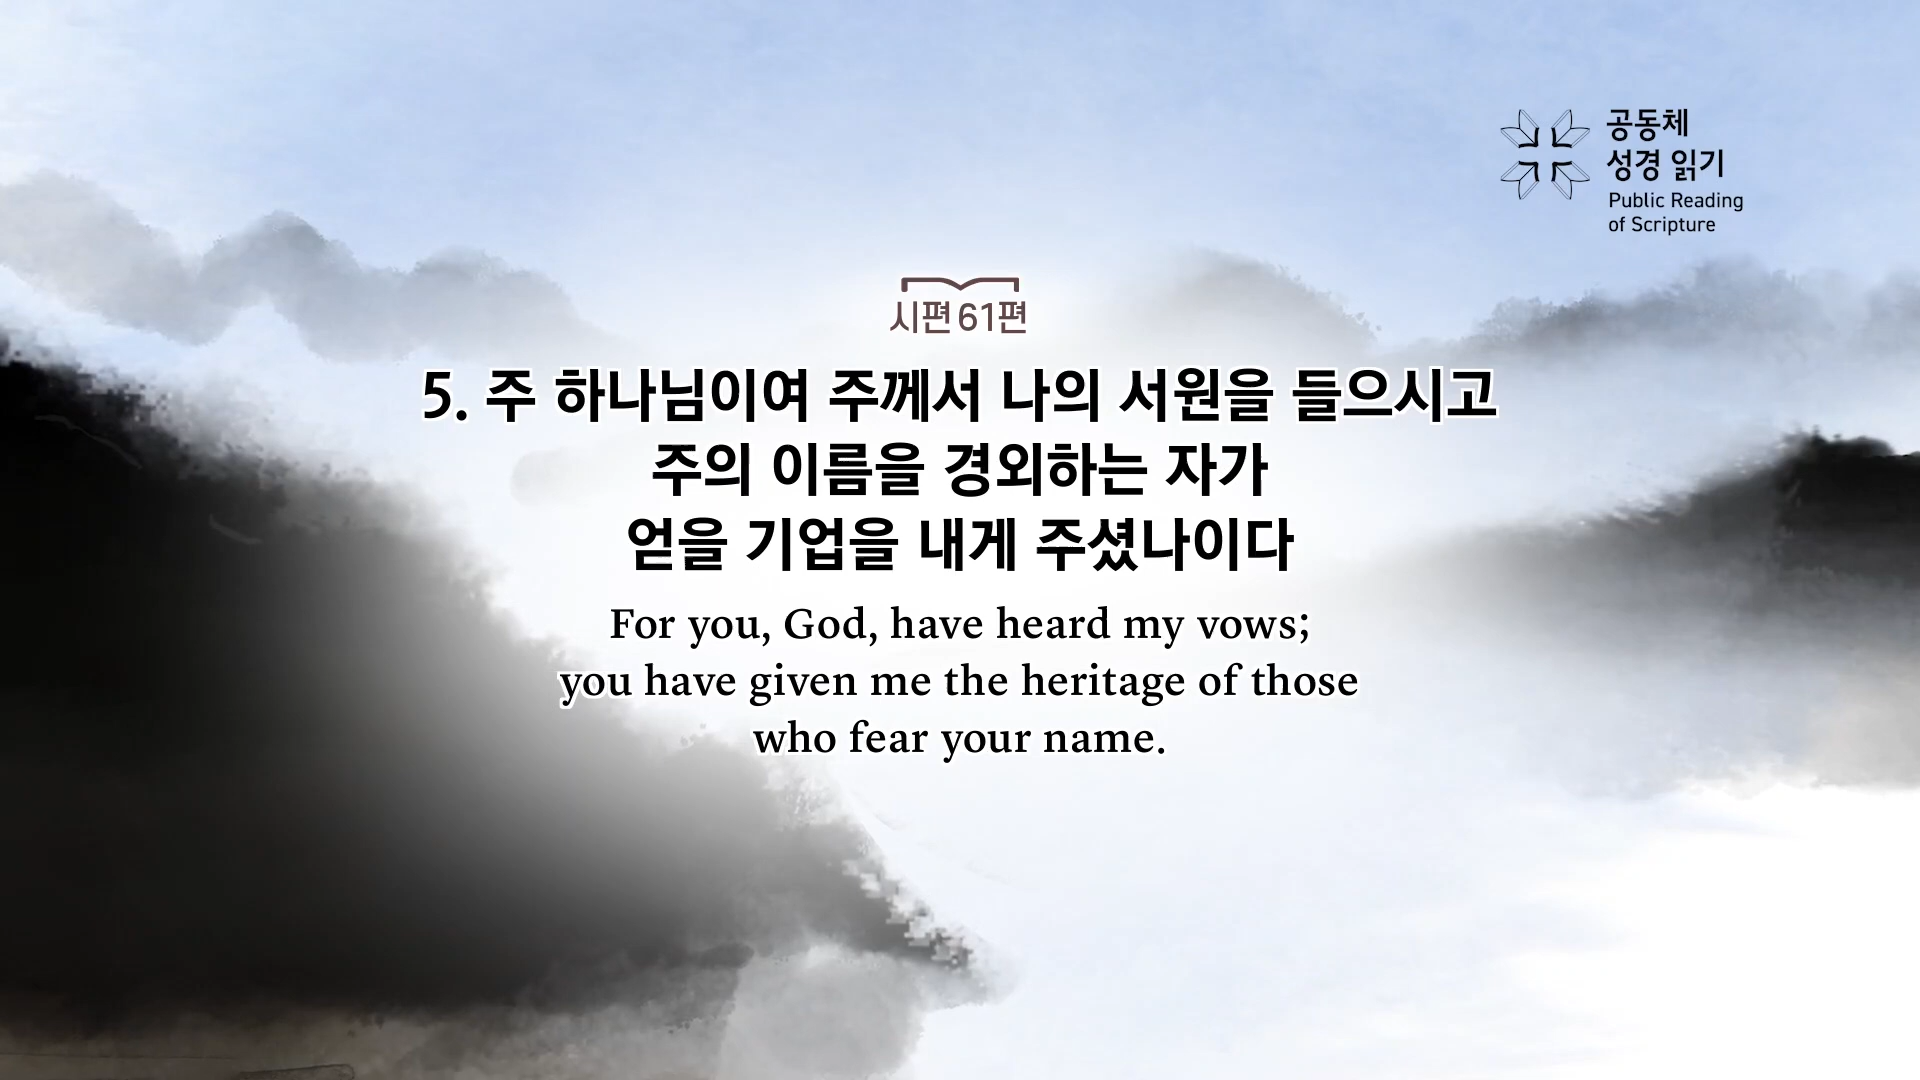 공동체
성경 읽기
Public Reading
of Scripture
시편 61편
5. 주 하나님이여 주께서 나의 서원을 들으시고
주의 이름을 경외하는 자가
얻을 기업을 내게 주셨나이다
For you, God, have heard my vows;
you have given me the heritage of those
who fear your name.